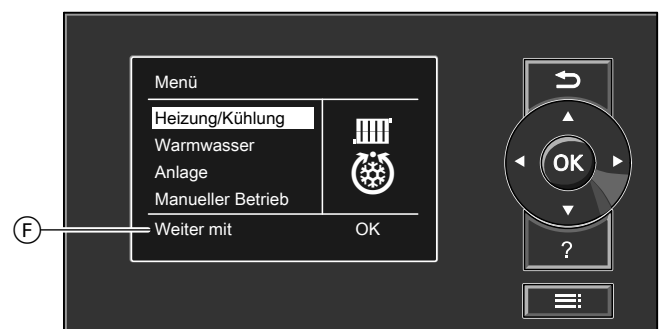 Menü
Heizung/Kühlung
Warmwasser
Anlage
Manueller Betrieb
Weiter mit OK
F
OK
?